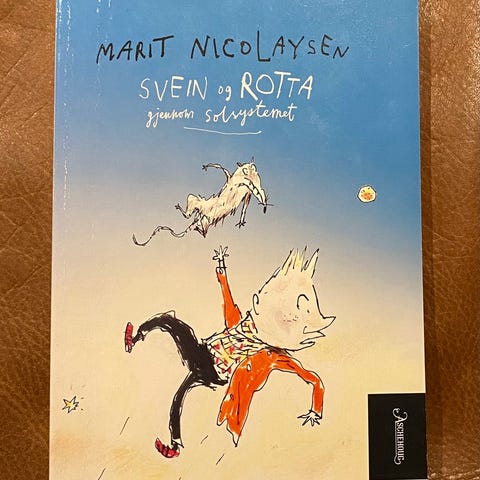 MARIT NICOLAYSEN
SVEIN og ROTTA
gjennom solsystemet
ASCHEHOUG